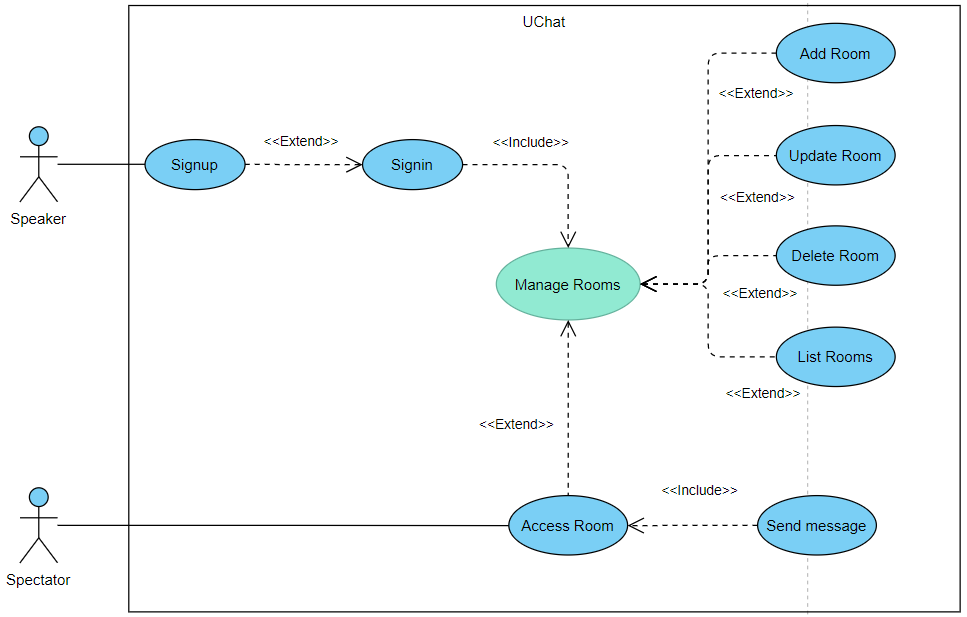 UChat
Add Room
<<Extend>>
<<Extend>>
<<Include>>
Update Room
Signup
Signin
<<Extend>>
Speaker
Delete Room
Manage Rooms
<<Extend>>
List Rooms
<<Extend>>
<<Extend>>
<<Include>>
Access Room
Send message
Spectator